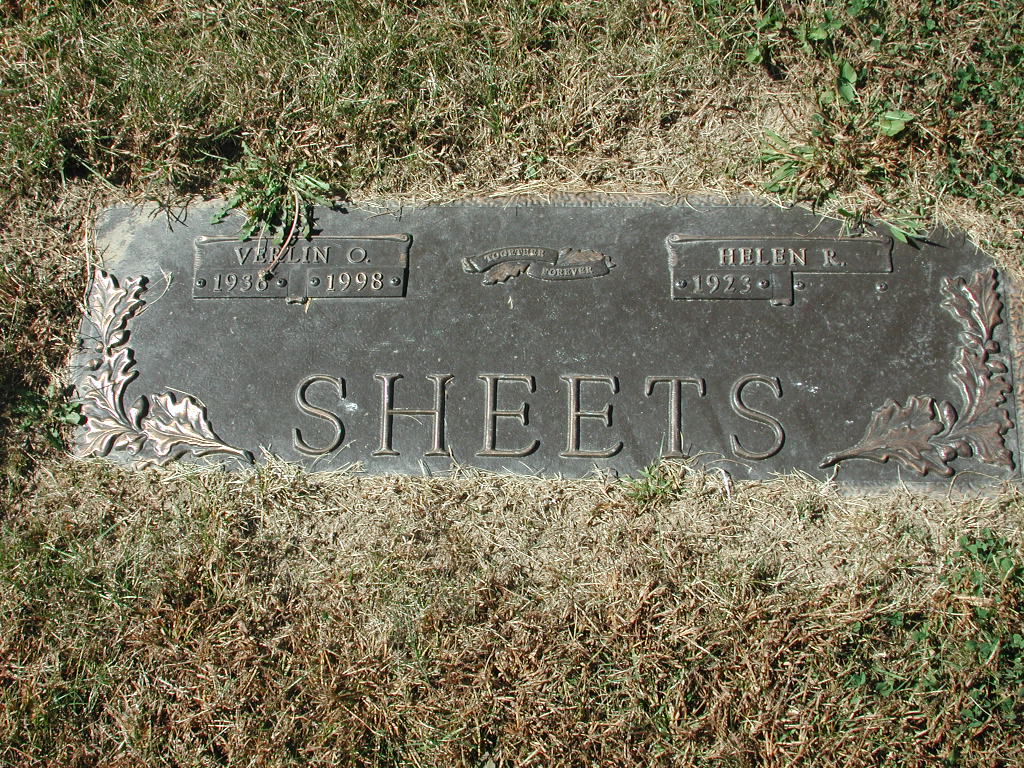 VERLIN O.
1936 1998
TOGETHER
FOREVER
HELEN R.
1923
SHEETS